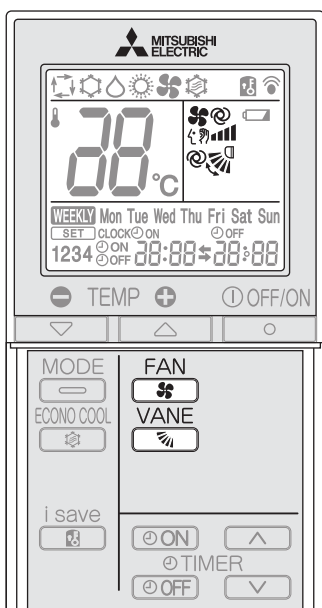 MITSUBISHI
ELECTRIC
88 °C
WEEKLY Mon Tue Wed Thu Fri Sat Sun
SET CLOCK ON OFF
1234 ON OFF 88:88 88:88
TEMP OFF/ON
MODE FAN
ECONO COOL VANE
i save
ON
TIMER
OFF